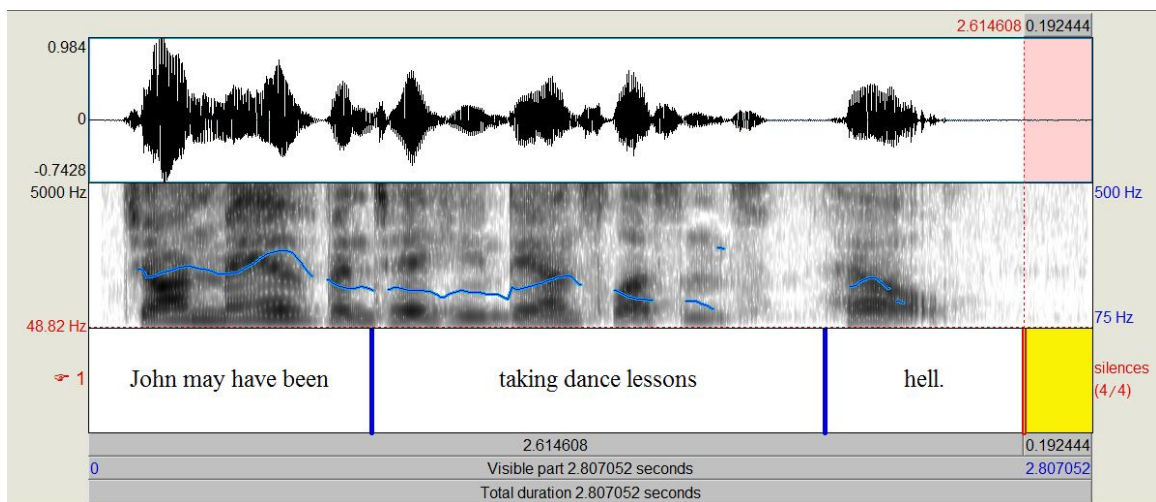 2.614608 0.192444
0.984
0
-0.7428
5000 Hz 500 Hz
48.82 Hz 75 Hz
☞ 1 John may have been taking dance lessons hell. silences
(4/4)
2.614608 0.192444
0 Visible part 2.807052 seconds 2.807052
Total duration 2.807052 seconds